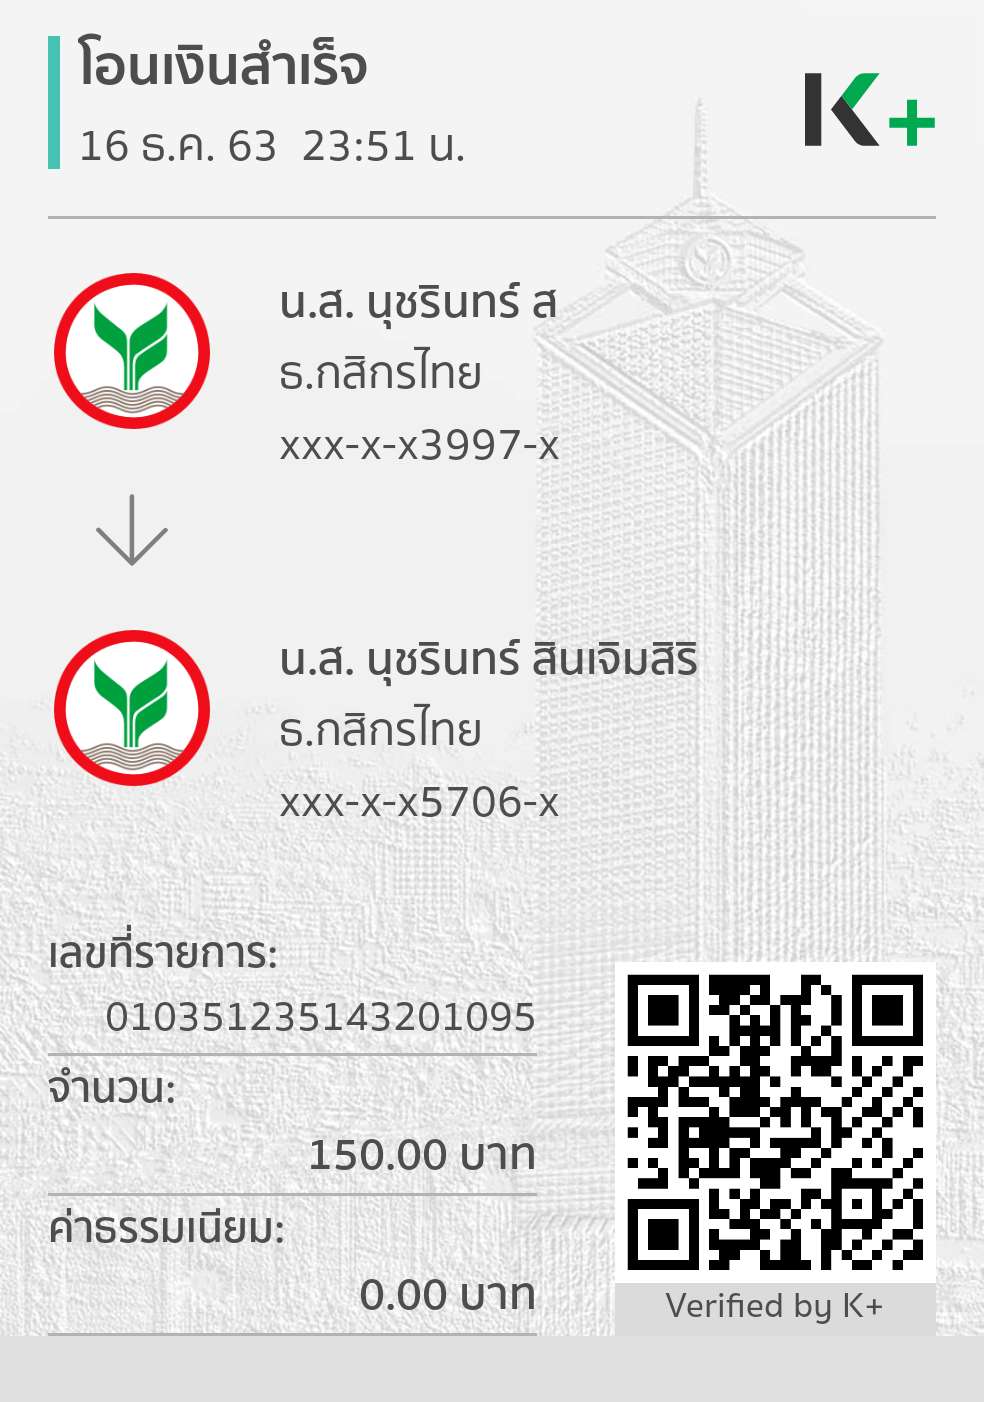 โอนเงินสำเร็จ
16 ธ.ค. 63 23:51 น.
K+
น.ส. นุชรินทร์ ส
ธ.กสิกรไทย
xxx-x-x3997-x
น.ส. นุชรินทร์ สินเจิมสิริ
ธ.กสิกรไทย
xxx-x-x5706-x
เลขที่รายการ:
010351235143201095
จำนวน:
150.00 บาท
ค่าธรรมเนียม:
0.00 บาท
Verified by K+